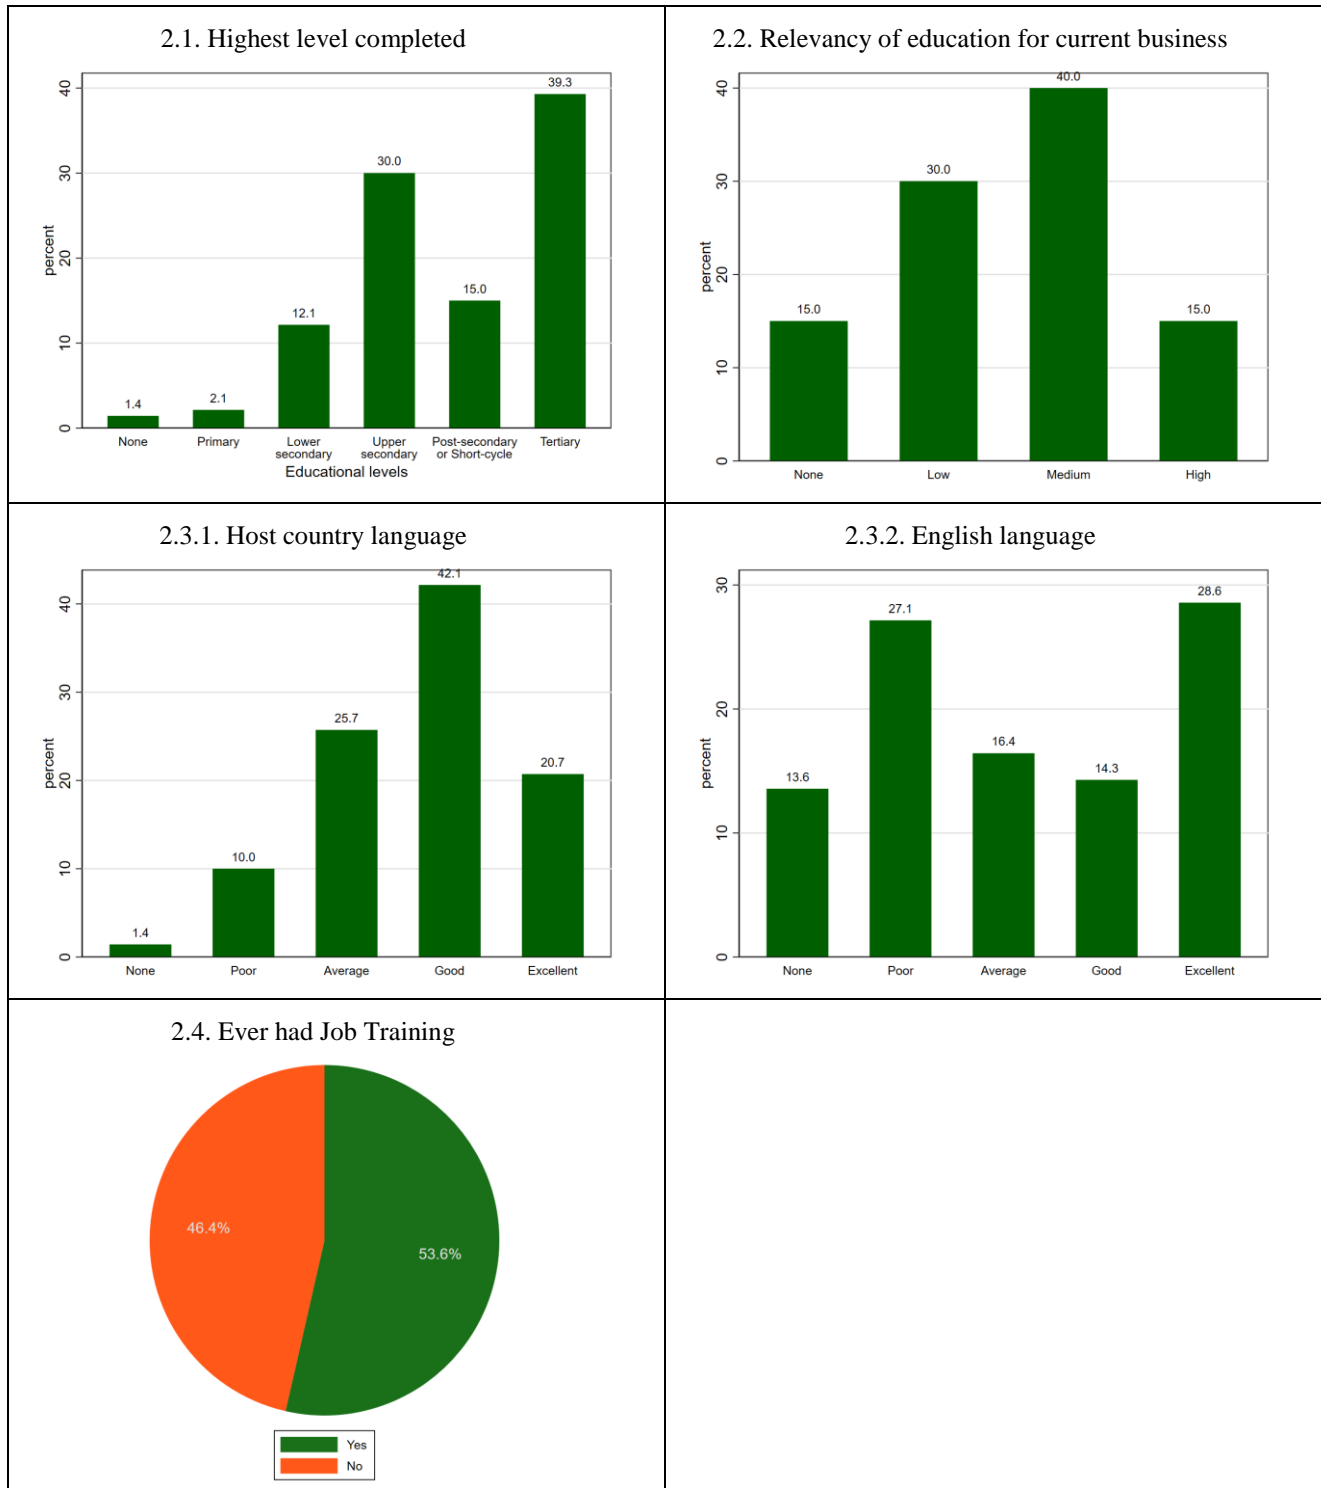 2.1. Highest level completed
39.3
30.0
15.0
12.1
2.1
1.4
percent
40
30
20
10
0
None
Primary
Lower
secondary
Upper
secondary
Post-secondary
or Short-cycle
Tertiary
Educational levels
2.2. Relevancy of education for current business
40.0
30.0
15.0
15.0
percent
40
30
20
10
0
None
Low
Medium
High
2.3.1. Host country language
42.1
25.7
20.7
10.0
1.4
percent
40
30
20
10
0
None
Poor
Average
Good
Excellent
2.3.2. English language
28.6
27.1
16.4
14.3
13.6
percent
30
20
10
0
None
Poor
Average
Good
Excellent
2.4. Ever had Job Training
46.4%
53.6%
Yes
No